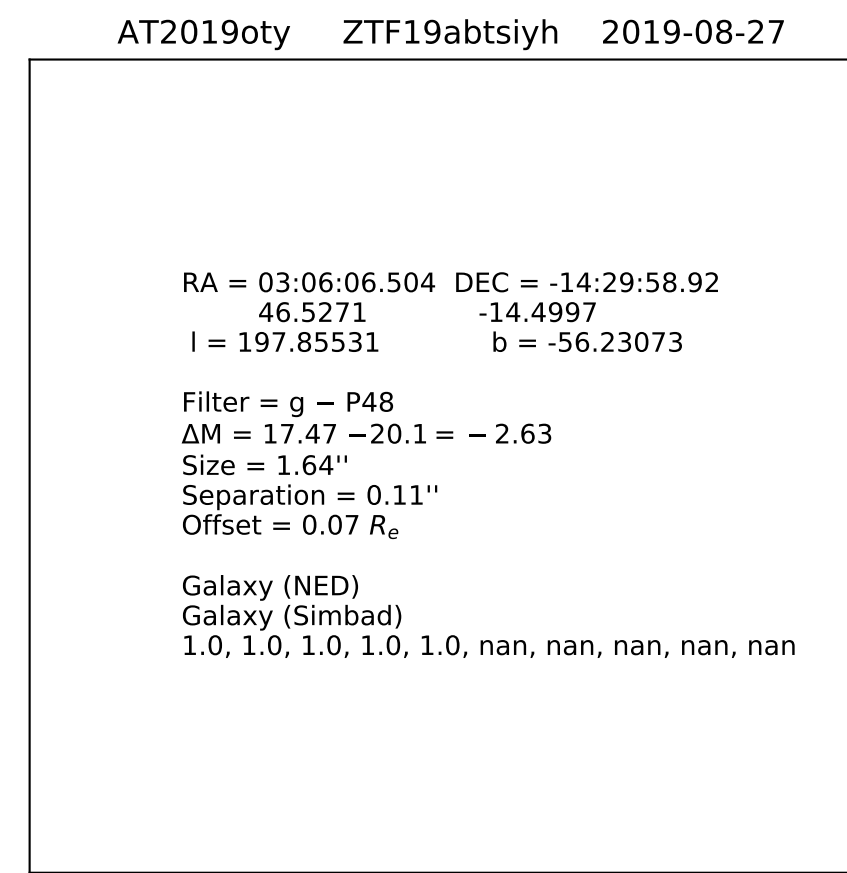 AT2019oty ZTF19abtsiyh 2019-08-27
RA = 03:06:06.504 DEC = -14:29:58.92
46.5271 -14.4997
l = 197.85531 b = -56.23073
Filter = g − P48
ΔM = 17.47 −20.1 = − 2.63
Size = 1.64''
Separation = 0.11''
Offset = 0.07 Re
Galaxy (NED)
Galaxy (Simbad)
1.0, 1.0, 1.0, 1.0, 1.0, nan, nan, nan, nan, nan